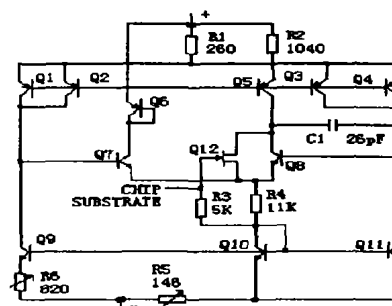 +
R1 R2
260 1040
Q1 Q2 Q5 Q3 Q4
Q6
C1 26pF
Q7 Q12 Q8
CHIP
SUBSTRATE
R3 R4
5K 11K
Q9 Q10 Q11
R6 R5
820 148